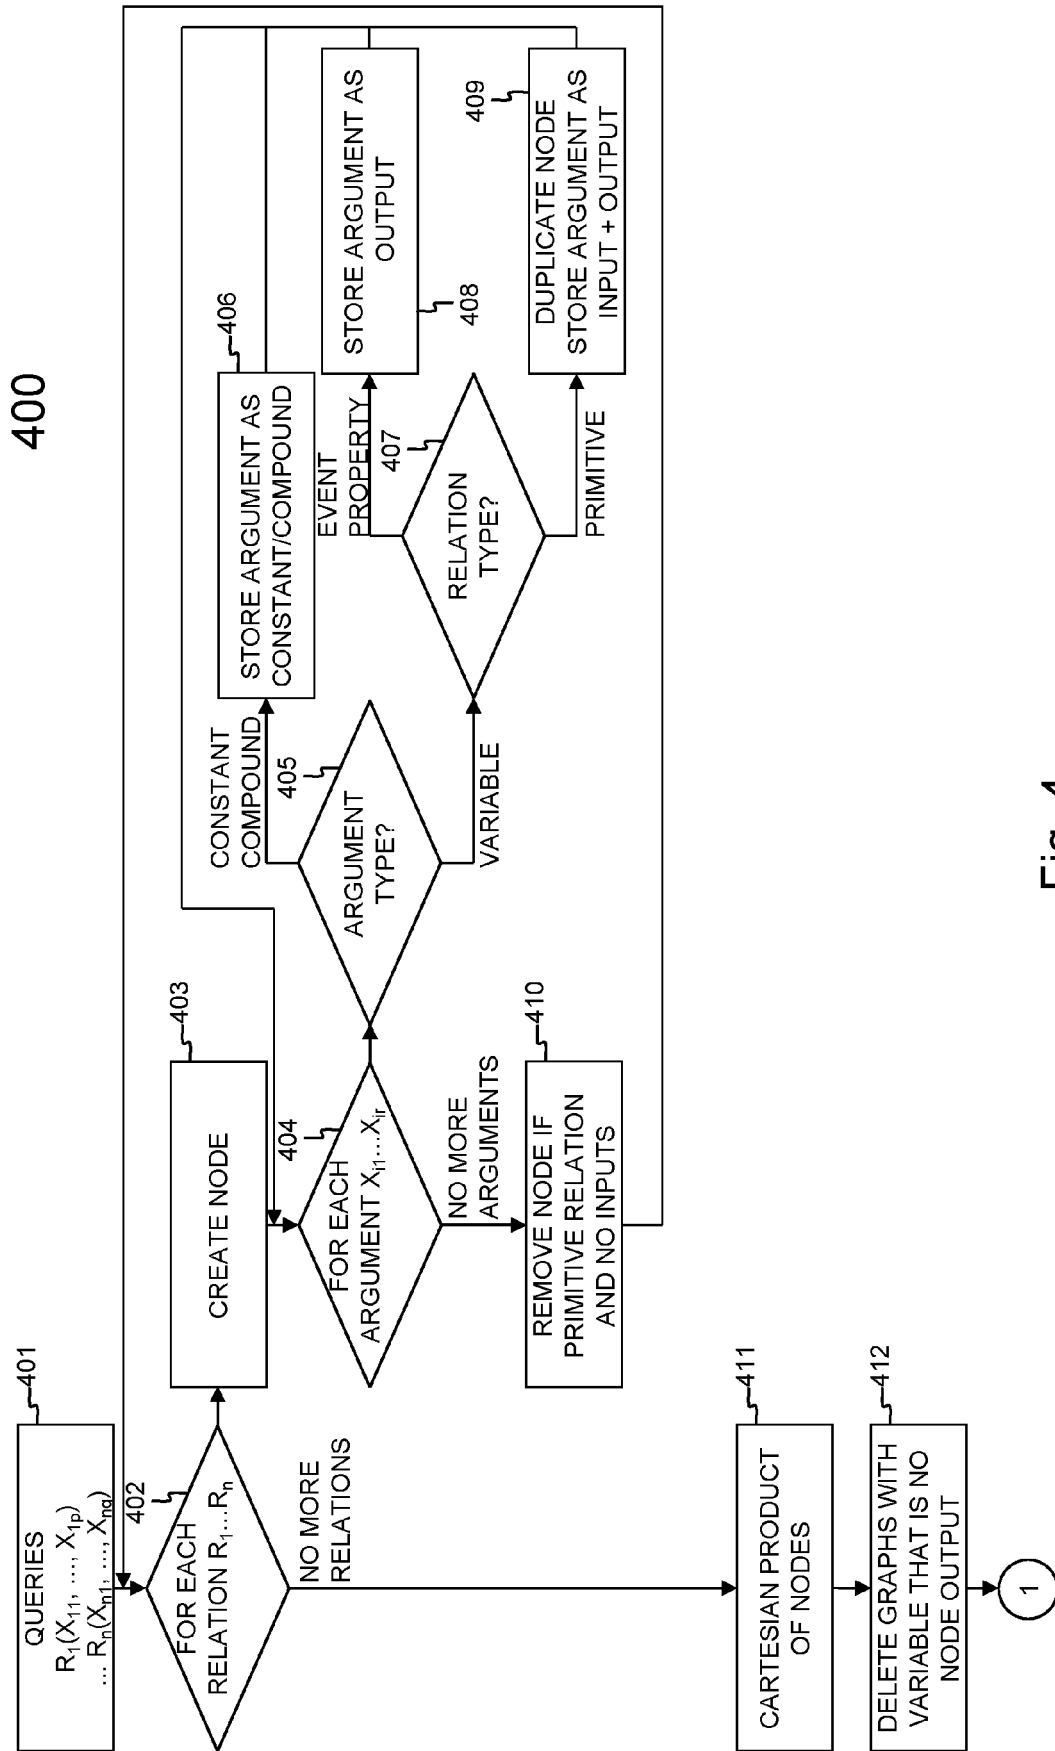 400
401
QUERIES
R1(X11, ...., X1p)
... Rn(Xn1, ..., Xnq)
402
FOR EACH
RELATION R1...Rn
NO MORE
RELATIONS
403
CREATE NODE
404
FOR EACH
ARGUMENT Xi1...Xir
NO MORE
ARGUMENTS
405
ARGUMENT
TYPE?
CONSTANT
COMPOUND
VARIABLE
406
STORE ARGUMENT AS
CONSTANT/COMPOUND
407
RELATION
TYPE?
EVENT
PROPERTY
PRIMITIVE
408
STORE ARGUMENT AS
OUTPUT
409
DUPLICATE NODE
STORE ARGUMENT AS
INPUT + OUTPUT
410
REMOVE NODE IF
PRIMITIVE RELATION
AND NO INPUTS
411
CARTESIAN PRODUCT
OF NODES
412
DELETE GRAPHS WITH
VARIABLE THAT IS NO
NODE OUTPUT
1
Fig. 4